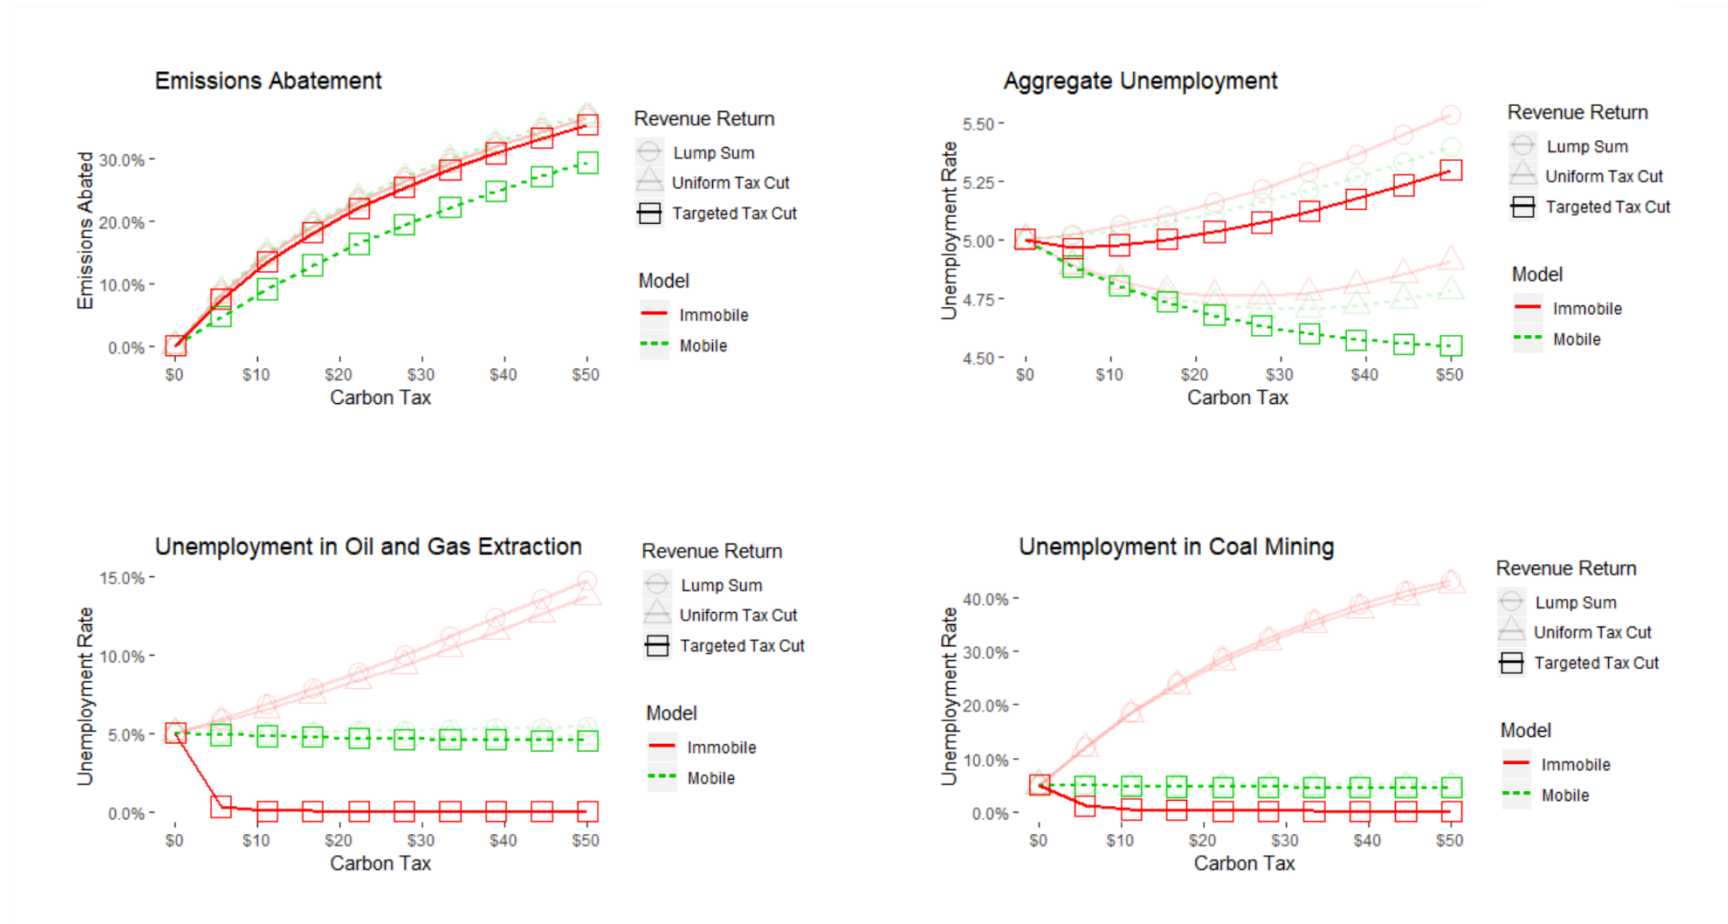 Emissions Abatement
Emissions Abated
30.0%
20.0%
10.0%
0.0%
$0 $10 $20 $30 $40 $50
Carbon Tax
Revenue Return
Lump Sum
Uniform Tax Cut
Targeted Tax Cut
Model
Immobile
Mobile
Aggregate Unemployment
Unemployment Rate
5.50
5.25
5.00
4.75
4.50
$0 $10 $20 $30 $40 $50
Carbon Tax
Revenue Return
Lump Sum
Uniform Tax Cut
Targeted Tax Cut
Model
Immobile
Mobile
Unemployment in Oil and Gas Extraction
Unemployment Rate
15.0%
10.0%
5.0%
0.0%
$0 $10 $20 $30 $40 $50
Carbon Tax
Revenue Return
Lump Sum
Uniform Tax Cut
Targeted Tax Cut
Model
Immobile
Mobile
Unemployment in Coal Mining
Unemployment Rate
40.0%
30.0%
20.0%
10.0%
0.0%
$0 $10 $20 $30 $40 $50
Carbon Tax
Revenue Return
Lump Sum
Uniform Tax Cut
Targeted Tax Cut
Model
Immobile
Mobile